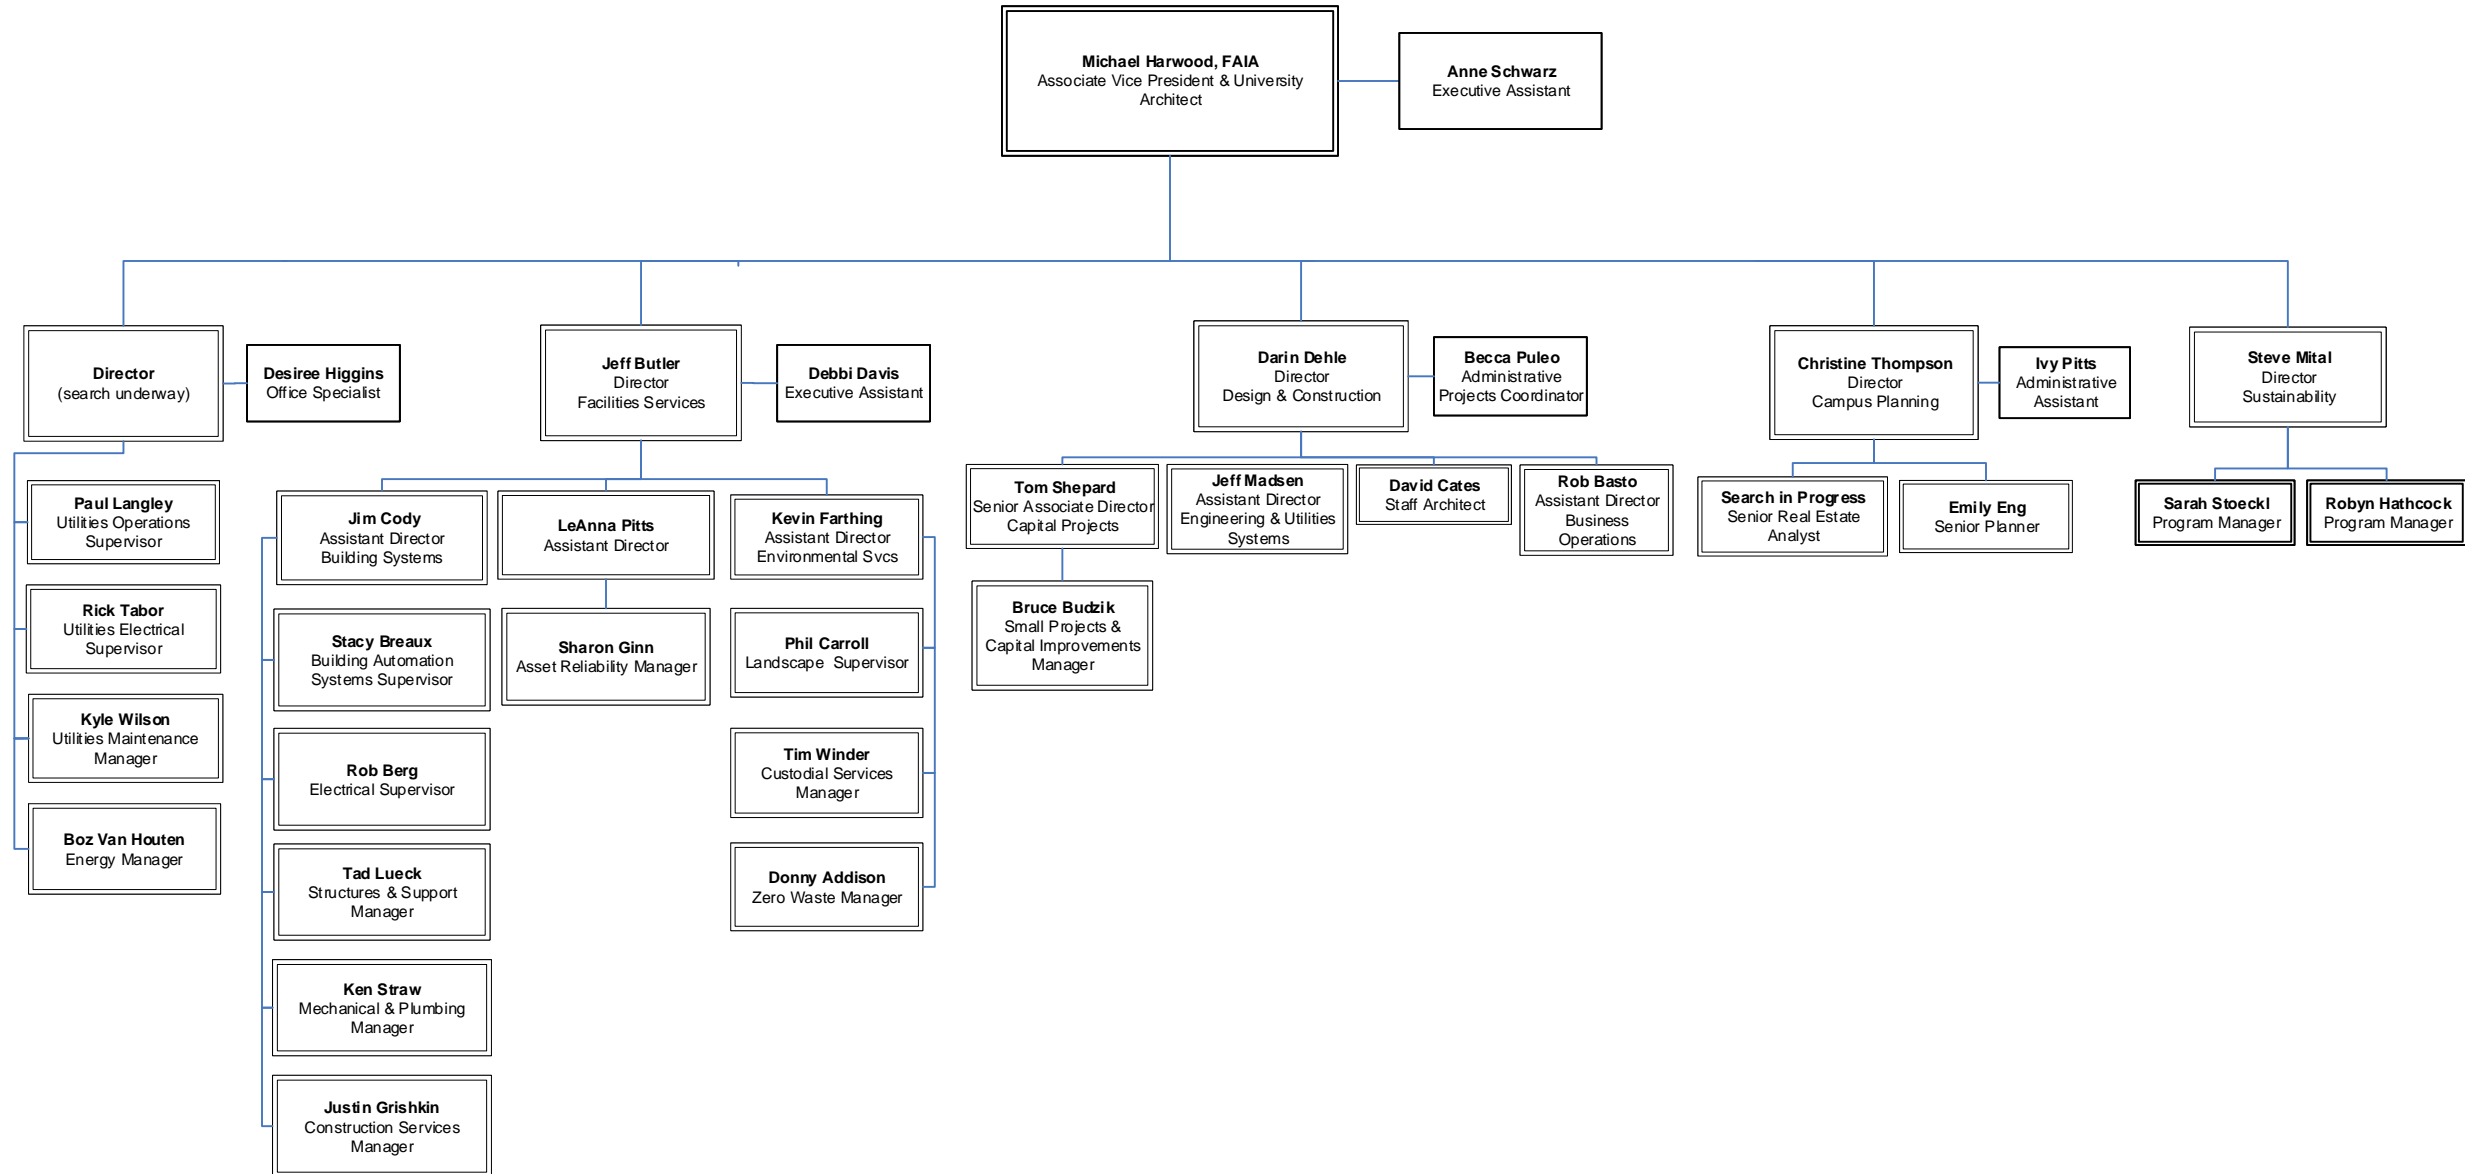 Michael Harwood, FAIA
Associate Vice President & University
Architect
Anne Schwarz
Executive Assistant
Director
(search underway)
Desiree Higgins
Office Specialist
Jeff Butler
Director
Facilities Services
Debbi Davis
Executive Assistant
Darin Dehle
Director
Design & Construction
Becca Puleo
Administrative
Projects Coordinator
Christine Thompson
Director
Campus Planning
Ivy Pitts
Administrative
Assistant
Steve Mital
Director
Sustainability
Paul Langley
Utilities Operations
Supervisor
Rick Tabor
Utilities Electrical
Supervisor
Kyle Wilson
Utilities Maintenance
Manager
Boz Van Houten
Energy Manager
Jim Cody
Assistant Director
Building Systems
Stacy Breaux
Building Automation
Systems Supervisor
Rob Berg
Electrical Supervisor
Tad Lueck
Structures & Support
Manager
Ken Straw
Mechanical & Plumbing
Manager
Justin Grishkin
Construction Services
Manager
LeAnna Pitts
Assistant Director
Sharon Ginn
Asset Reliability Manager
Kevin Farthing
Assistant Director
Environmental Svcs
Phil Carroll
Landscape Supervisor
Tim Winder
Custodial Services
Manager
Donny Addison
Zero Waste Manager
Tom Shepard
Senior Associate Director
Capital Projects
Bruce Budzik
Small Projects &
Capital Improvements
Manager
Jeff Madsen
Assistant Director
Engineering & Utilities
Systems
David Cates
Staff Architect
Rob Basto
Assistant Director
Business
Operations
Search in Progress
Senior Real Estate
Analyst
Emily Eng
Senior Planner
Sarah Stoeckl
Program Manager
Robyn Hathcock
Program Manager